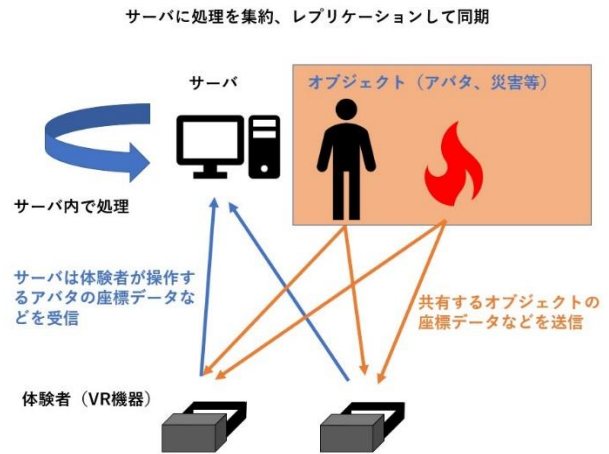 サーバに処理を集約、レプリケーションして同期
サーバ
オブジェクト（アバタ、災害等）
サーバ内で処理
サーバは体験者が操作す
るアバタの座標データな
どを受信
共有するオブジェクトの
座標データなどを送信
体験者（VR機器）